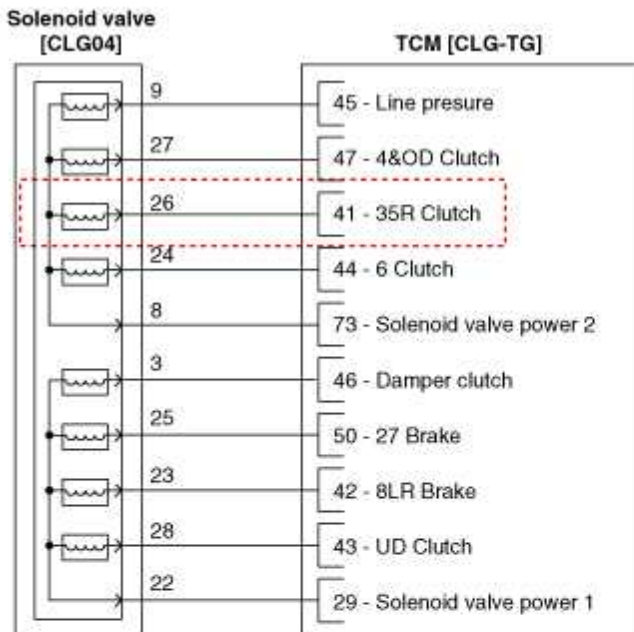 Solenoid valve
[CLG04]
TCM [CLG-TG]
9
45 - Line presure
27
47 - 4&OD Clutch
26
41 - 35R Clutch
24
44 - 6 Clutch
8
73 - Solenoid valve power 2
3
46 - Damper clutch
25
50 - 27 Brake
23
42 - 8LR Brake
28
43 - UD Clutch
22
29 - Solenoid valve power 1